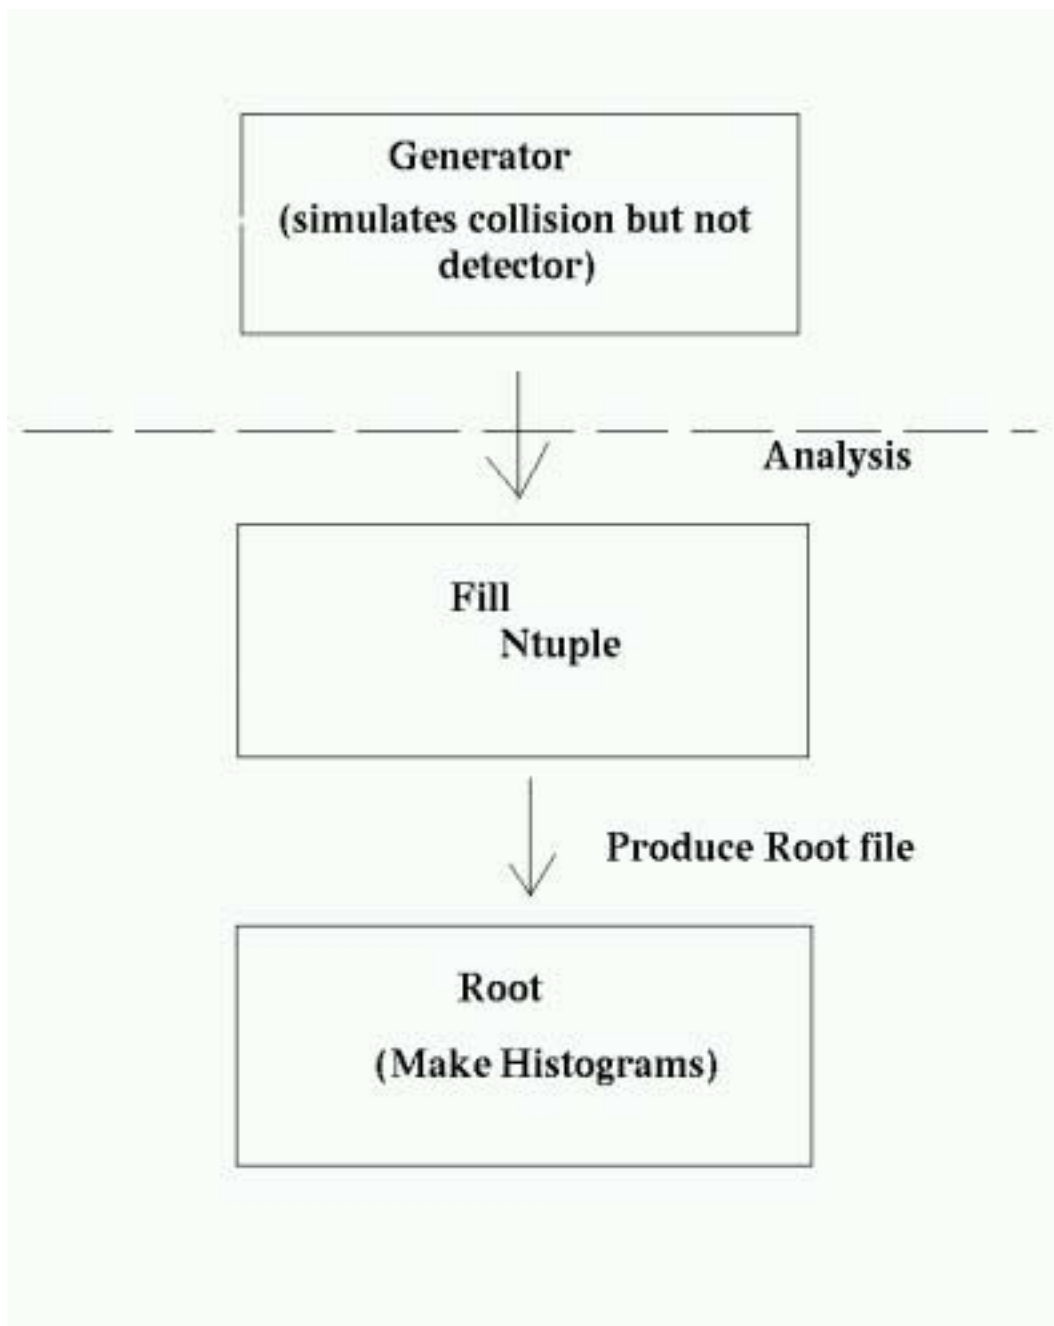 Generator
(simulates collision but not
detector)
Analysis
Fill
Ntuple
Produce Root file
Root
(Make Histograms)